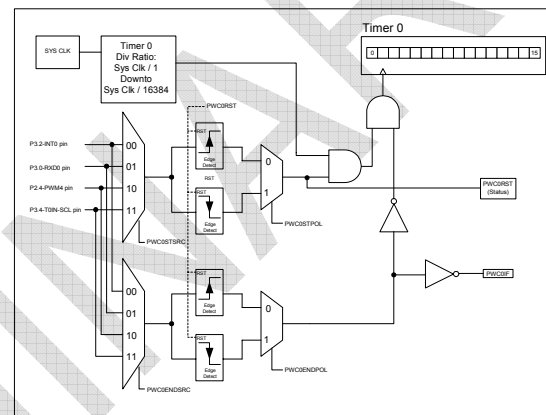 SYS CLK
Timer 0
Div Ratio:
Sys Clk / 1
Downto
Sys Clk / 16384
Timer 0
0
15
PWC0RST
P3.2-INT0 pin
P3.0-RXD0 pin
P2.4-PWM4 pin
P3.4-T0IN-SCL pin
00
01
10
11
RST
Edge
Detect
RST
RST
Edge
Detect
0
1
PWC0STSRC
PWC0STPOL
PWC0RST
(Status)
00
01
10
11
RST
Edge
Detect
RST
Edge
Detect
0
1
PWC0ENDSRC
PWC0ENDPOL
PWC0IF